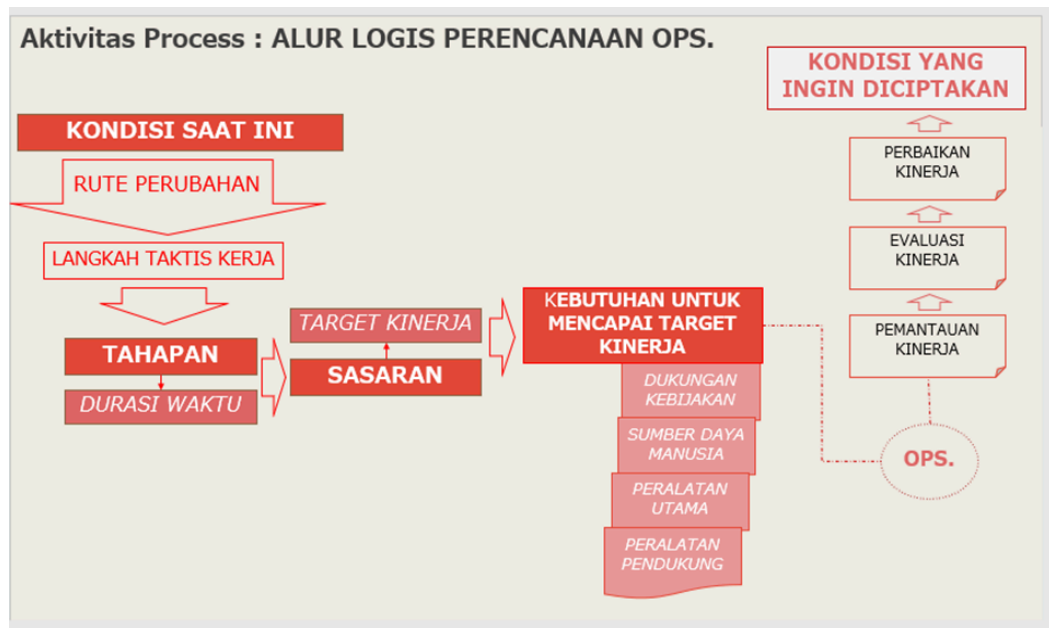 Aktivitas Process : ALUR LOGIS PERENCANAAN OPS.
KONDISI SAAT INI
RUTE PERUBAHAN
LANGKAH TAKTIS KERJA
TAHAPAN
DURASI WAKTU
TARGET KINERJA
SASARAN
KEBUTUHAN UNTUK
MENCAPAI TARGET
KINERJA
DUKUNGAN
KEBIJAKAN
SUMBER DAYA
MANUSIA
PERALATAN
UTAMA
PERALATAN
PENDUKUNG
OPS.
PEMANTAUAN
KINERJA
EVALUASI
KINERJA
PERBAIKAN
KINERJA
KONDISI YANG
INGIN DICIPTAKAN